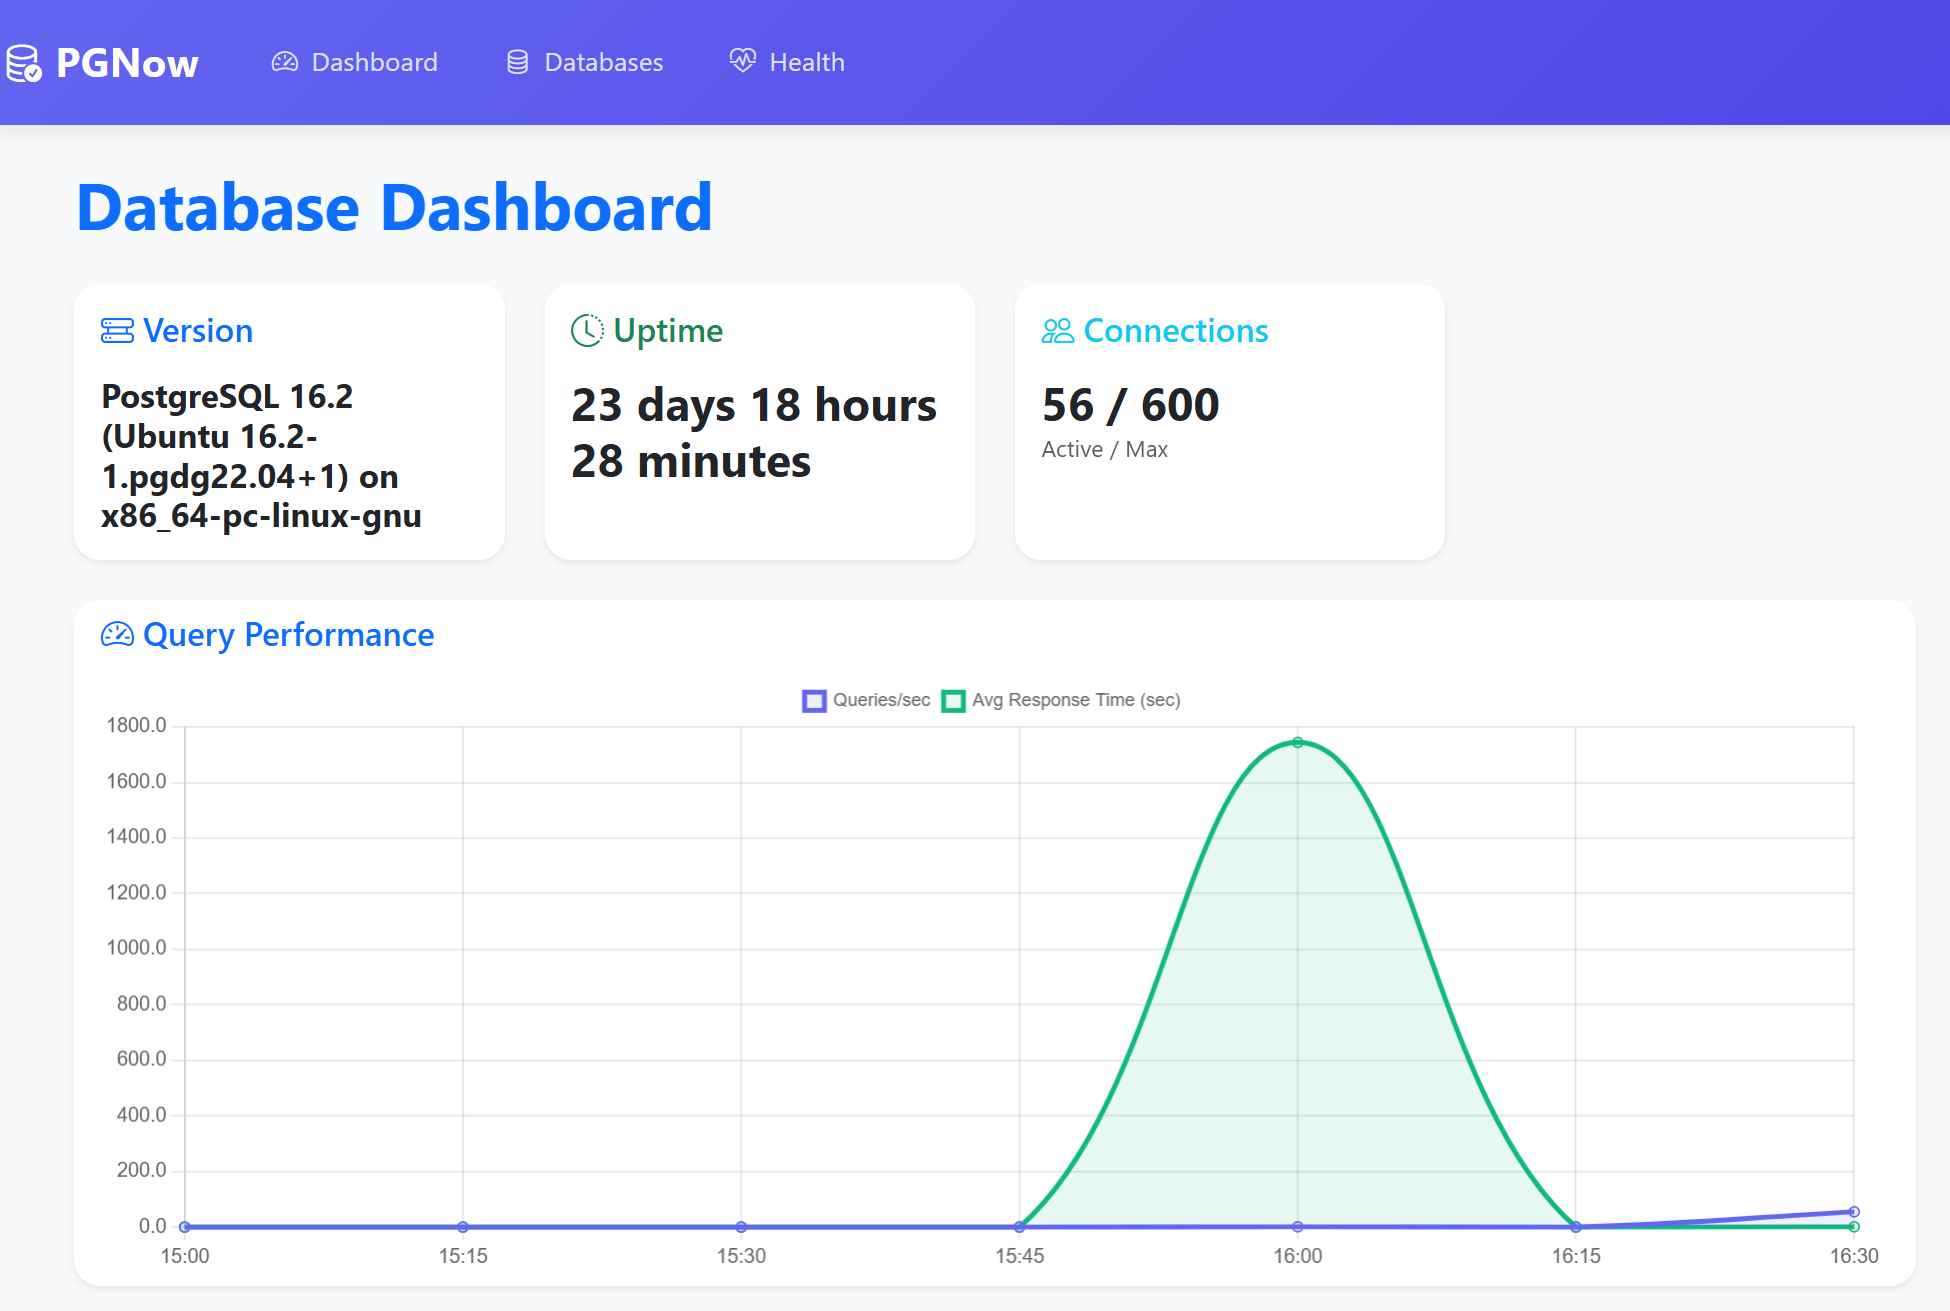 PGNow
Dashboard
Databases
Health
Database Dashboard
Version
PostgreSQL 16.2
(Ubuntu 16.2-
1.pgdg22.04+1) on
x86_64-pc-linux-gnu
Uptime
23 days 18 hours
28 minutes
Connections
56 / 600
Active / Max
Query Performance
Queries/sec
Avg Response Time (sec)
1800.0
1600.0
1400.0
1200.0
1000.0
800.0
600.0
400.0
200.0
0.0
15:00
15:15
15:30
15:45
16:00
16:15
16:30